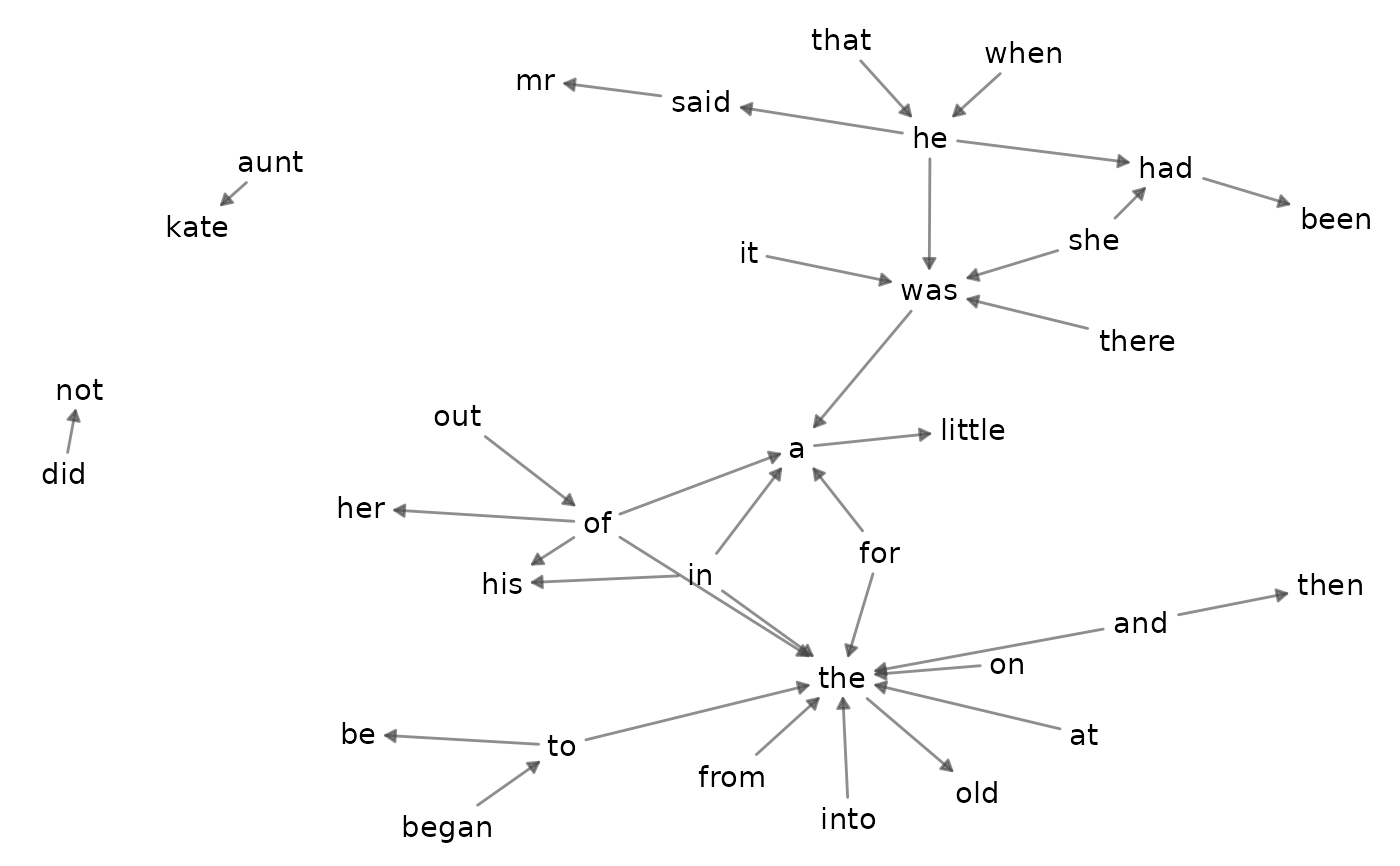 that
when
mr
said
he
aunt
had
kate
been
she
it
was
there
not
out
little
a
did
her
of
for
in
his
then
and
on
the
be
to
at
from
old
into
began